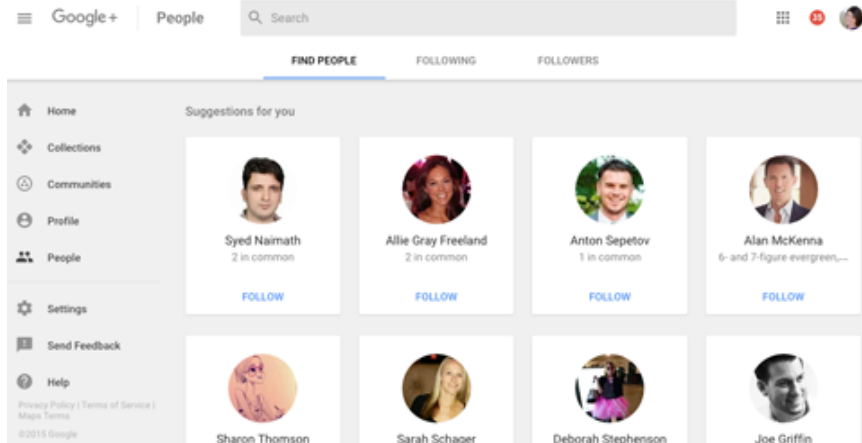 Google+
People
Search
35
FIND PEOPLE
FOLLOWING
FOLLOWERS
Home
Collections
Communities
Profile
People
Settings
Send Feedback
Help
Privacy Policy | Terms of Service |
Maps Terms
©2015 Google
Suggestions for you
Syed Naimath
2 in common
FOLLOW
Allie Gray Freeland
2 in common
FOLLOW
Anton Sepetov
1 in common
FOLLOW
Alan McKenna
6- and 7-figure evergreen,...
FOLLOW
Sharon Thomson
Sarah Schager
Deborah Stephenson
Joe Griffin